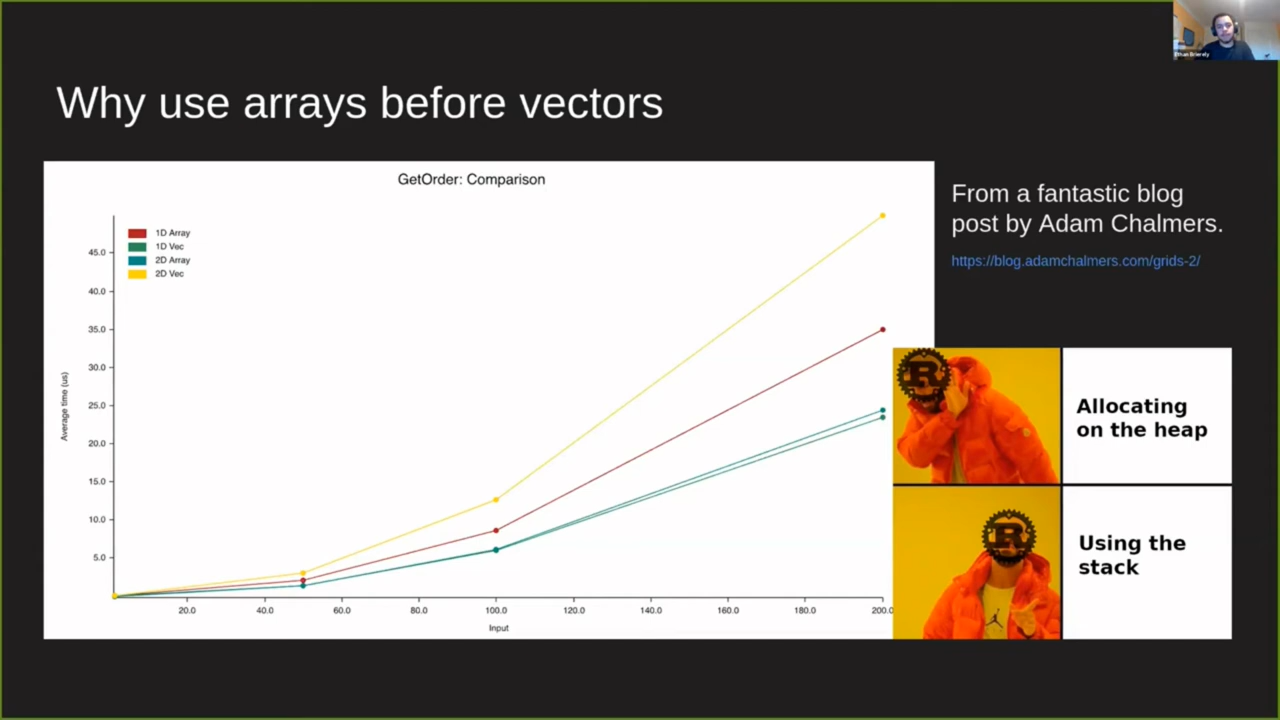 Ethan Brierely
Why use arrays before vectors
GetOrder: Comparison
1D Array
1D Vec
2D Array
2D Vec
45.0
40.0
35.0
30.0
25.0
20.0
15.0
10.0
5.0
Average time (us)
20.0 40.0 60.0 80.0 100.0 120.0 140.0 160.0 180.0 200.0
Input
From a fantastic blog
post by Adam Chalmers.
https://blog.adamchalmers.com/grids-2/
R
Allocating
on the heap
R
Using the
stack